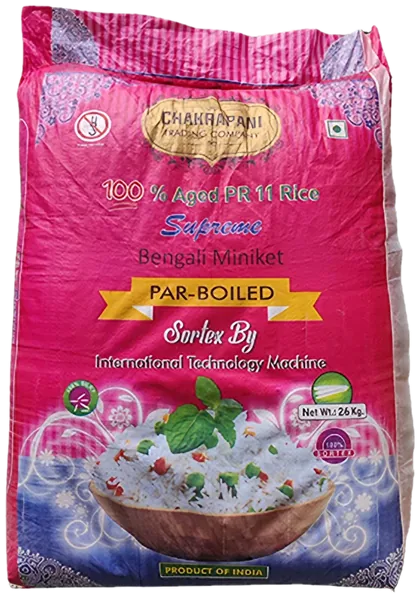 CHAKRAPANI
TRADING COMPANY
100 % Aged PR 11 Rice
Supreme
Bengali Miniket
PAR-BOILED
Sortex By
International Technology Machine
Net Wt.: 26 Kg.
100%
SORTEX
PRODUCT OF INDIA